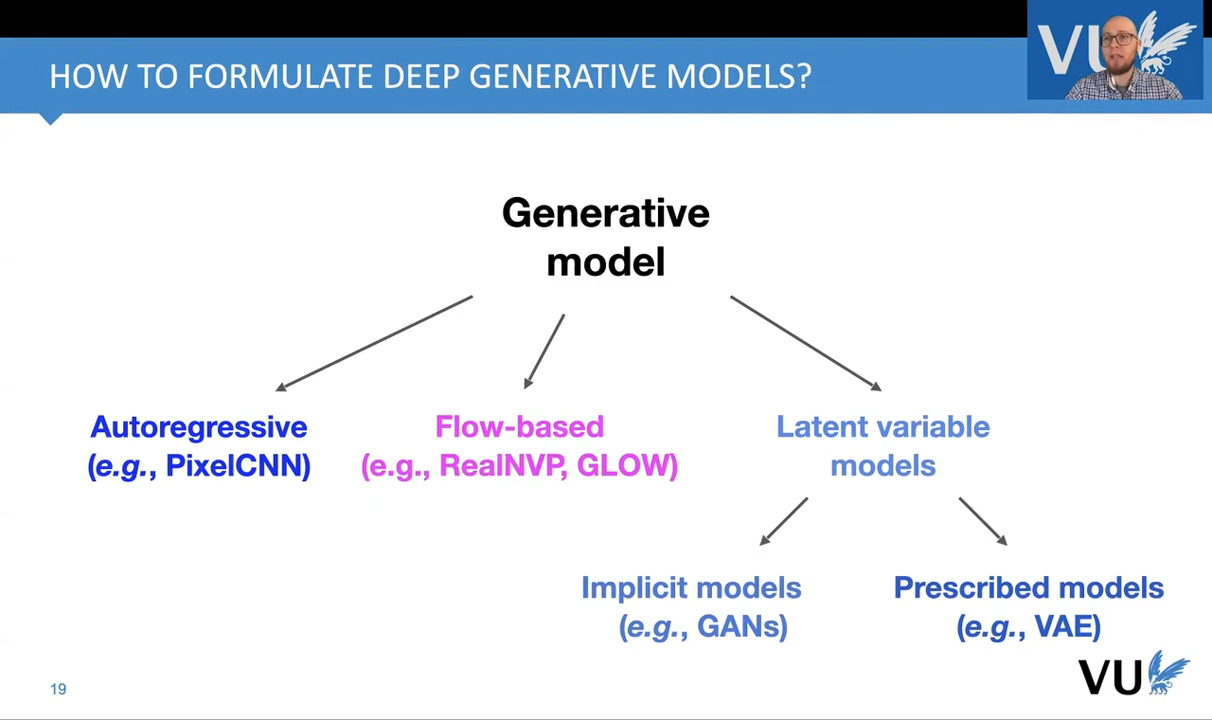 VU
HOW TO FORMULATE DEEP GENERATIVE MODELS?
Generative
model
Autoregressive
(e.g., PixelCNN)
Flow-based
(e.g., RealNVP, GLOW)
Latent variable
models
Implicit models
(e.g., GANs)
Prescribed models
(e.g., VAE)
VU
19